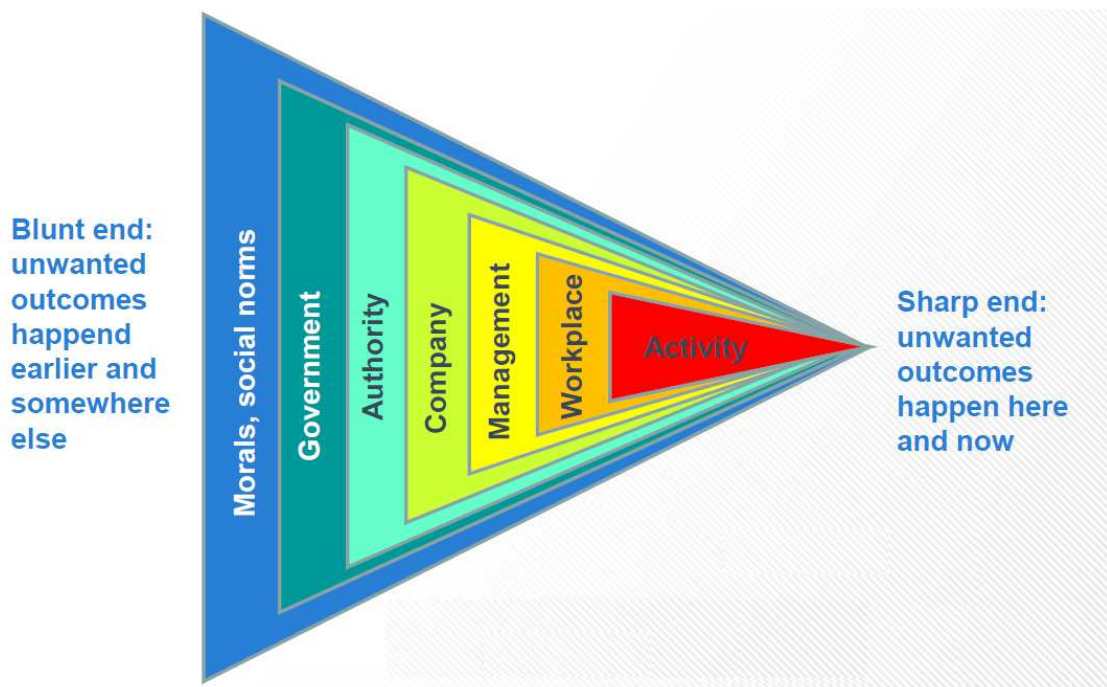 Blunt end:
unwanted
outcomes
happend
earlier and
somewhere
else
Morals, social norms
Government
Authority
Company
Management
Workplace
Activity
Sharp end:
unwanted
outcomes
happen here
and now